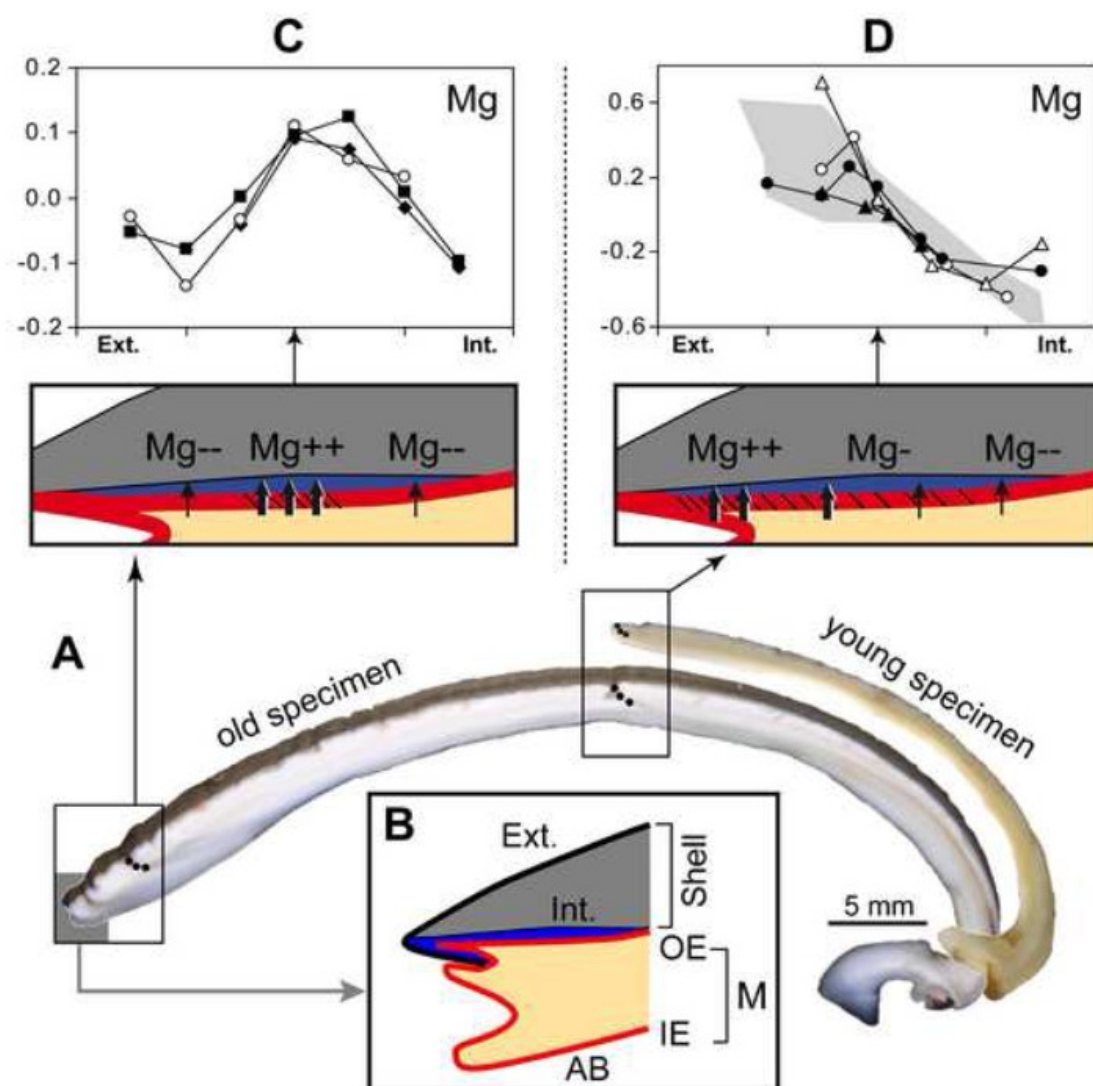 C
D
0.2
0.1
0.0
-0.1
-0.2
Mg
Ext.
Int.
0.6
0.2
-0.2
-0.6
Mg
Ext.
Int.
Mg-- Mg++ Mg--
Mg++ Mg- Mg--
A
old specimen
young specimen
B
Ext.
Int.
Shell
OE
M
IE
AB
5 mm